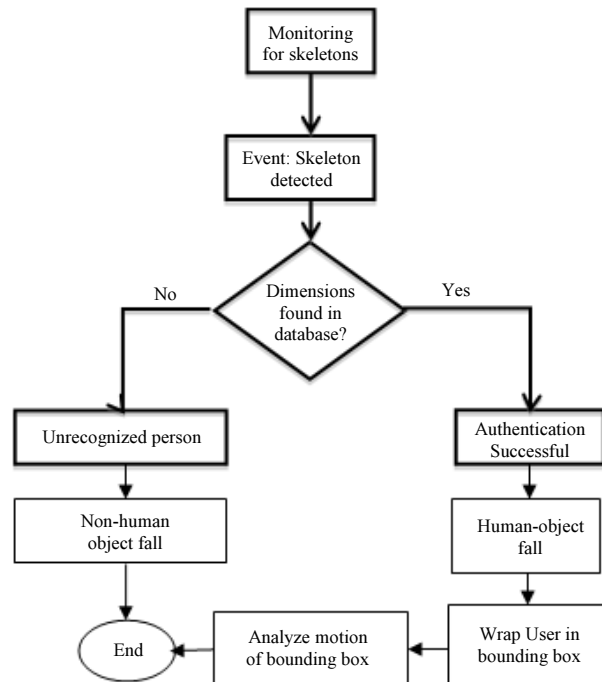 Monitoring
for skeletons
Event: Skeleton
detected
Dimensions
found in
database?
No
Yes
Unrecognized person
Authentication
Successful
Non-human
object fall
Human-object
fall
End
Analyze motion
of bounding box
Wrap User in
bounding box